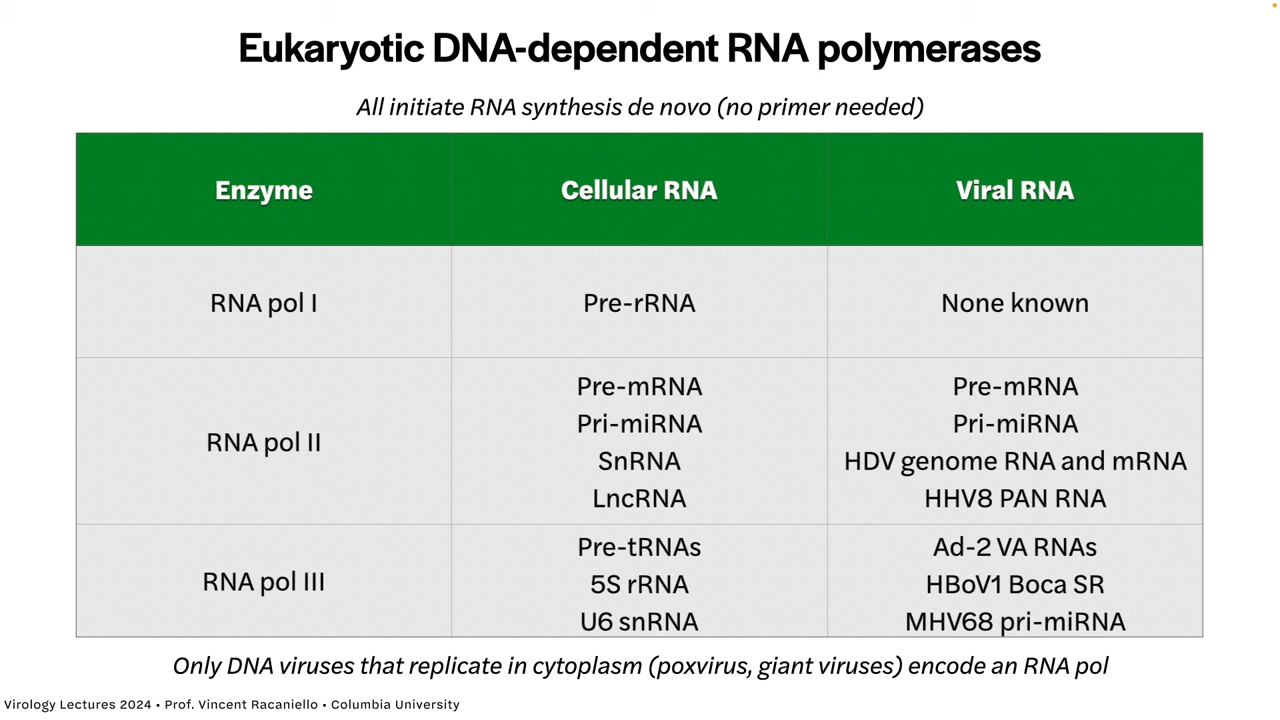 Eukaryotic DNA-dependent RNA polymerases
All initiate RNA synthesis de novo (no primer needed)
Enzyme
Cellular RNA
Viral RNA
RNA pol I
Pre-rRNA
None known
RNA pol II
Pre-mRNA
Pri-miRNA
SnRNA
LncRNA
Pre-mRNA
Pri-miRNA
HDV genome RNA and mRNA
HHV8 PAN RNA
RNA pol III
Pre-tRNAs
5S rRNA
U6 snRNA
Ad-2 VA RNAs
HBoV1 Boca SR
MHV68 pri-miRNA
Only DNA viruses that replicate in cytoplasm (poxvirus, giant viruses) encode an RNA pol
Virology Lectures 2024 • Prof. Vincent Racaniello • Columbia University